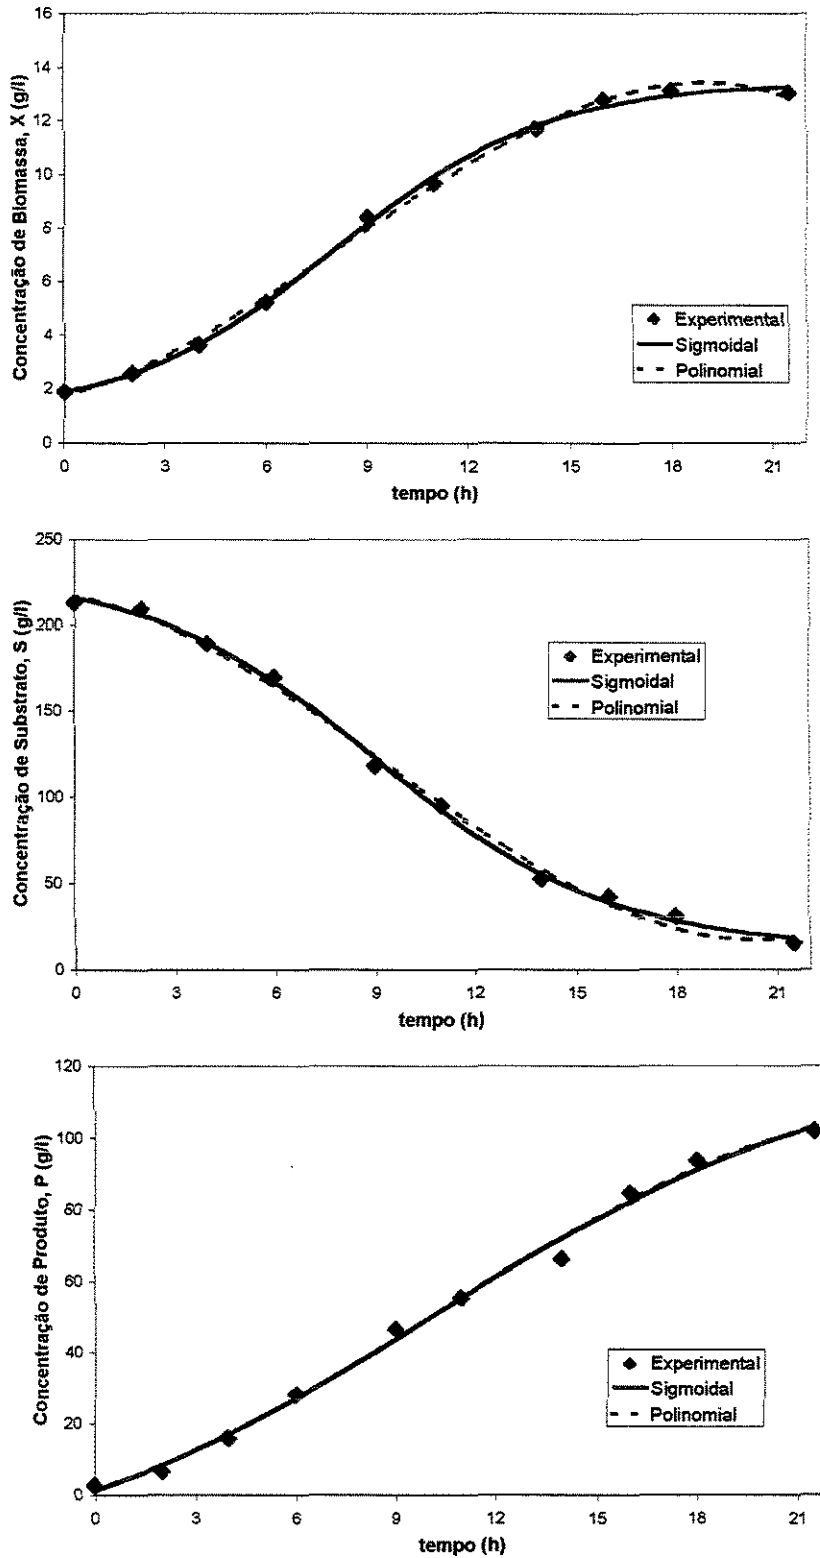 16
14
12
10
8
6
4
2
0
Concentração de Biomassa, X (g/l)
Experimental
Sigmoidal
Polinomial
0 3 6 9 12 15 18 21
tempo (h)
250
200
150
100
50
0
Concentração de Substrato, S (g/l)
Experimental
Sigmoidal
Polinomial
0 3 6 9 12 15 18 21
tempo (h)
120
100
80
60
40
20
0
Concentração de Produto, P (g/l)
Experimental
Sigmoidal
Polinomial
0 3 6 9 12 15 18 21
tempo (h)